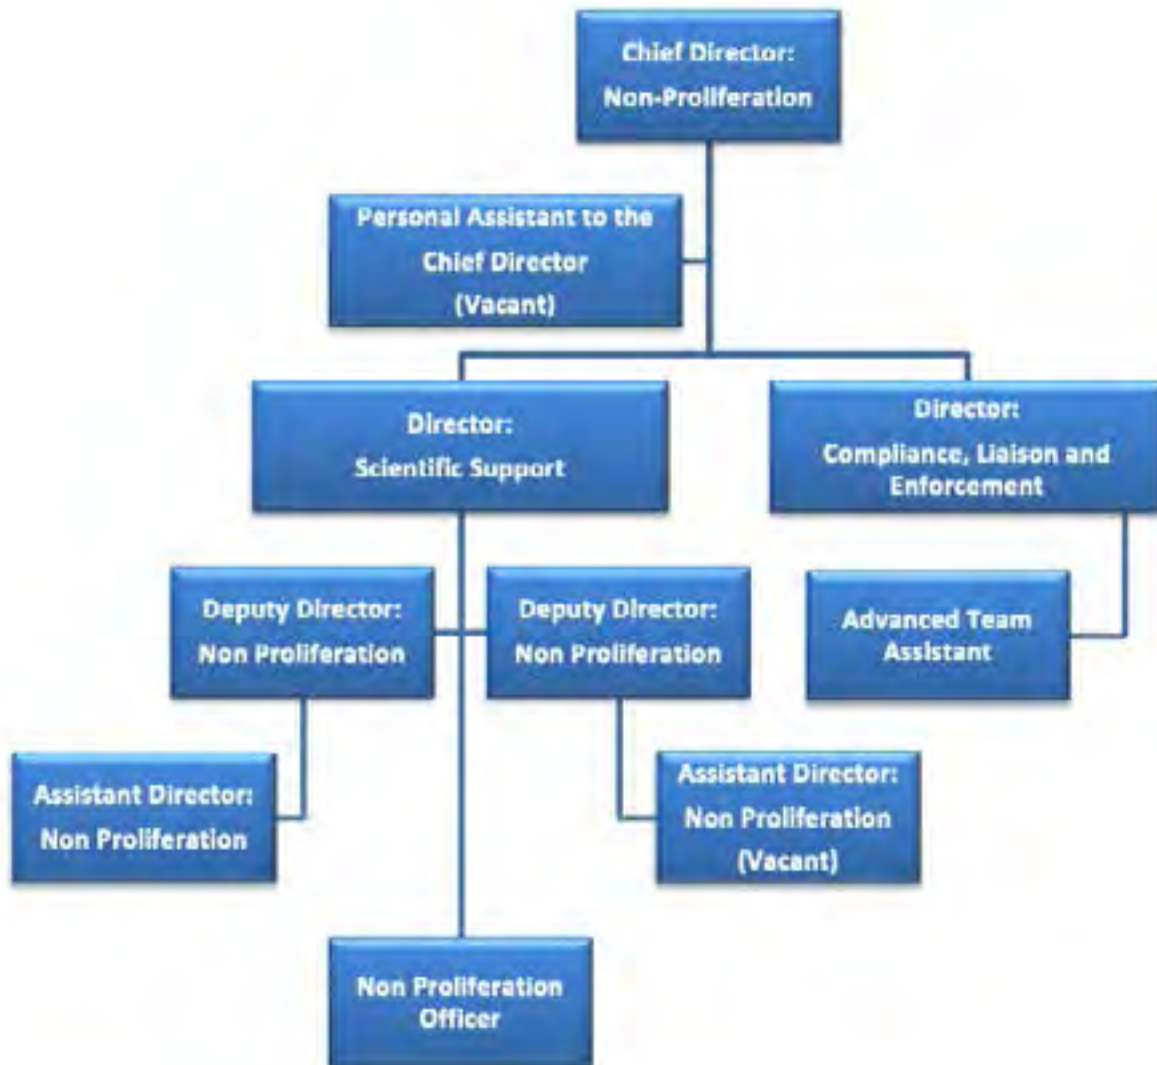 Chief Director:
Non-Proliferation
Personal Assistant to the
Chief Director
(Vacant)
Director:
Scientific Support
Director:
Compliance, Liaison and
Enforcement
Deputy Director:
Non Proliferation
Deputy Director:
Non Proliferation
Advanced Team
Assistant
Assistant Director:
Non Proliferation
Assistant Director:
Non Proliferation
(Vacant)
Non Proliferation
Officer